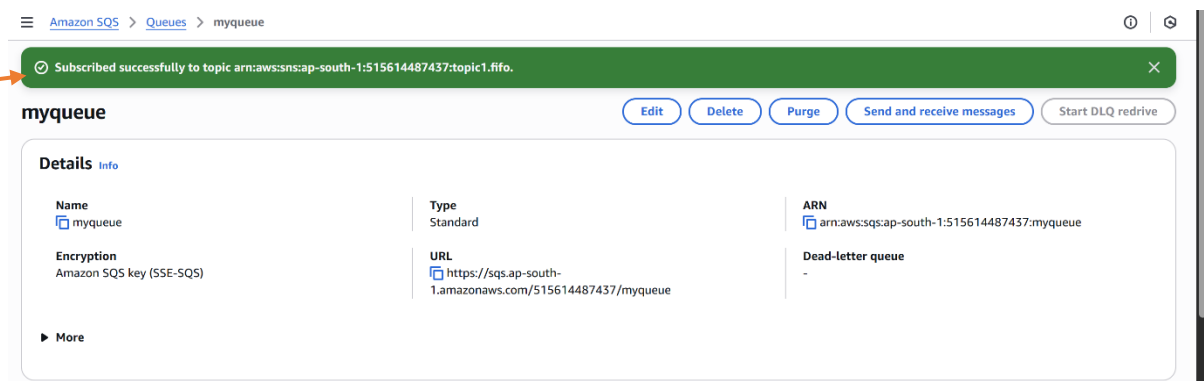 Amazon SQS > Queues > myqueue
Subscribed successfully to topic arn:aws:sns:ap-south-1:515614487437:topic1.fifo.
myqueue
Edit Delete Purge Send and receive messages Start DLQ redrive
Details Info
Name Type ARN
myqueue Standard arn:aws:sqs:ap-south-1:515614487437:myqueue
Encryption URL Dead-letter queue
Amazon SQS key (SSE-SQS) https://sqs.ap-south- -
1.amazonaws.com/515614487437/myqueue
More